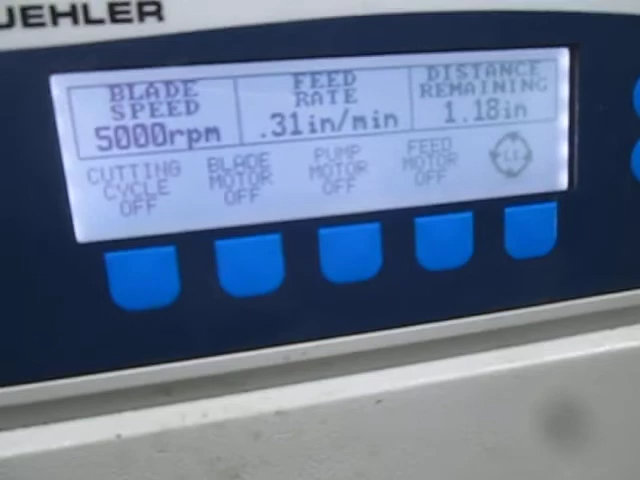 UEHLER
BLADE SPEED
5000rpm
FEED RATE
.31in/min
DISTANCE REMAINING
1.18in
CUTTING CYCLE OFF
BLADE MOTOR OFF
PUMP MOTOR OFF
FEED MOTOR OFF